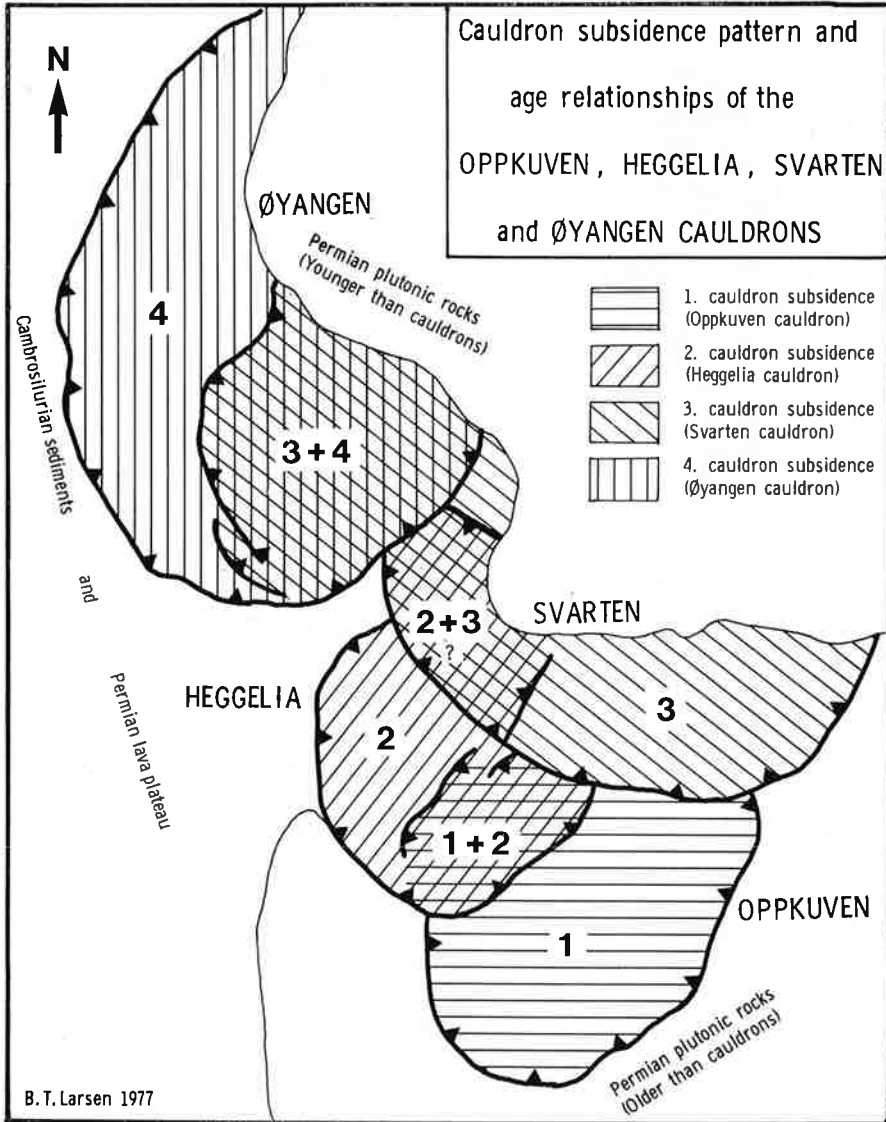 Cauldron subsidence pattern and
age relationships of the
OPPKUVEN, HEGGELIA, SVARTEN
and ØYANGEN CAULDRONS
N
ØYANGEN
Permian plutonic rocks
(Younger than cauldrons)
1. cauldron subsidence
(Oppkuven cauldron)
2. cauldron subsidence
(Heggelia cauldron)
3. cauldron subsidence
(Svarten cauldron)
4. cauldron subsidence
(Øyangen cauldron)
4
Cambrosilurian sediments
and
Permian lava plateau
3+4
2+3
?
SVARTEN
HEGGELIA
2
3
1+2
OPPKUVEN
1
Permian plutonic rocks
(Older than cauldrons)
B.T. Larsen 1977